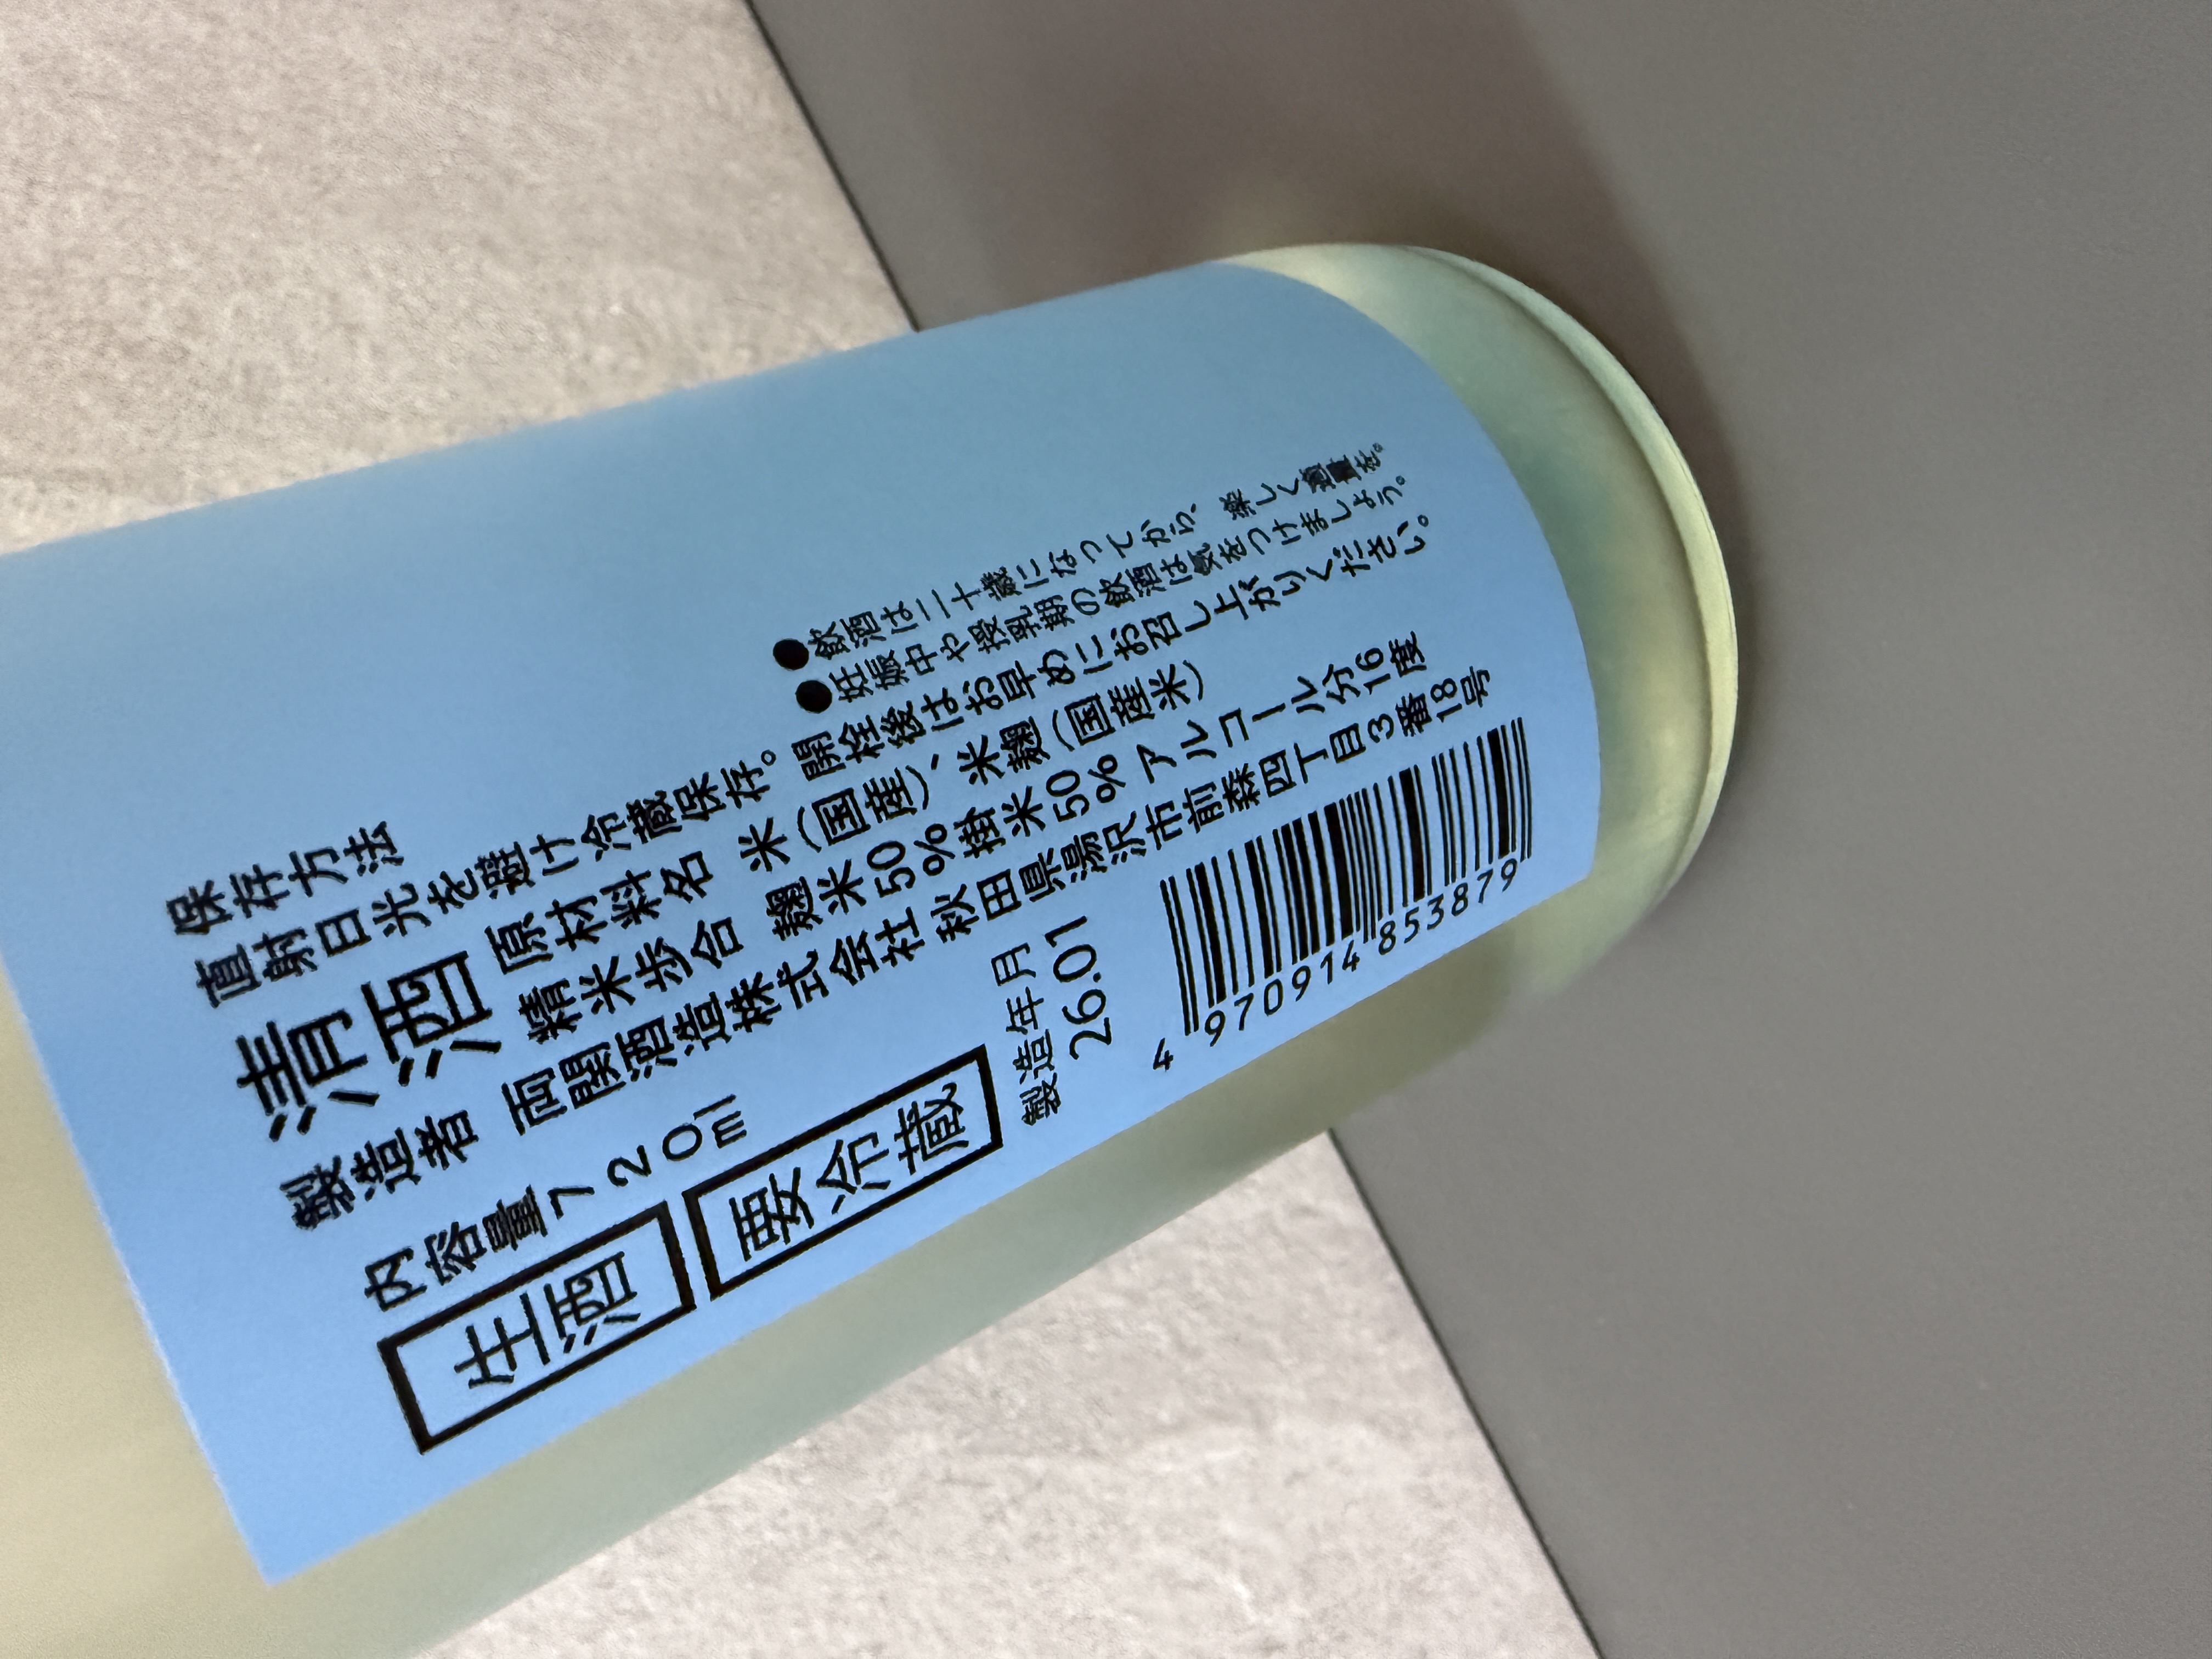 ●飲酒は二十歳になってから、楽しく適量を。
●妊娠中や授乳期の飲酒は気をつけましょう。
保存方法
直射日光を避け冷蔵保存。開栓後はお早めにお召し上がりください。
清酒 原材料名 米(国産)、米麹(国産米)
精米歩合 麹米50%掛米50% アルコール分16度
製造者 両関酒造株式会社 秋田県湯沢市前森四丁目3番18号
内容量720ml
生酒 要冷蔵
製造年月
26.01
4 970914 853879